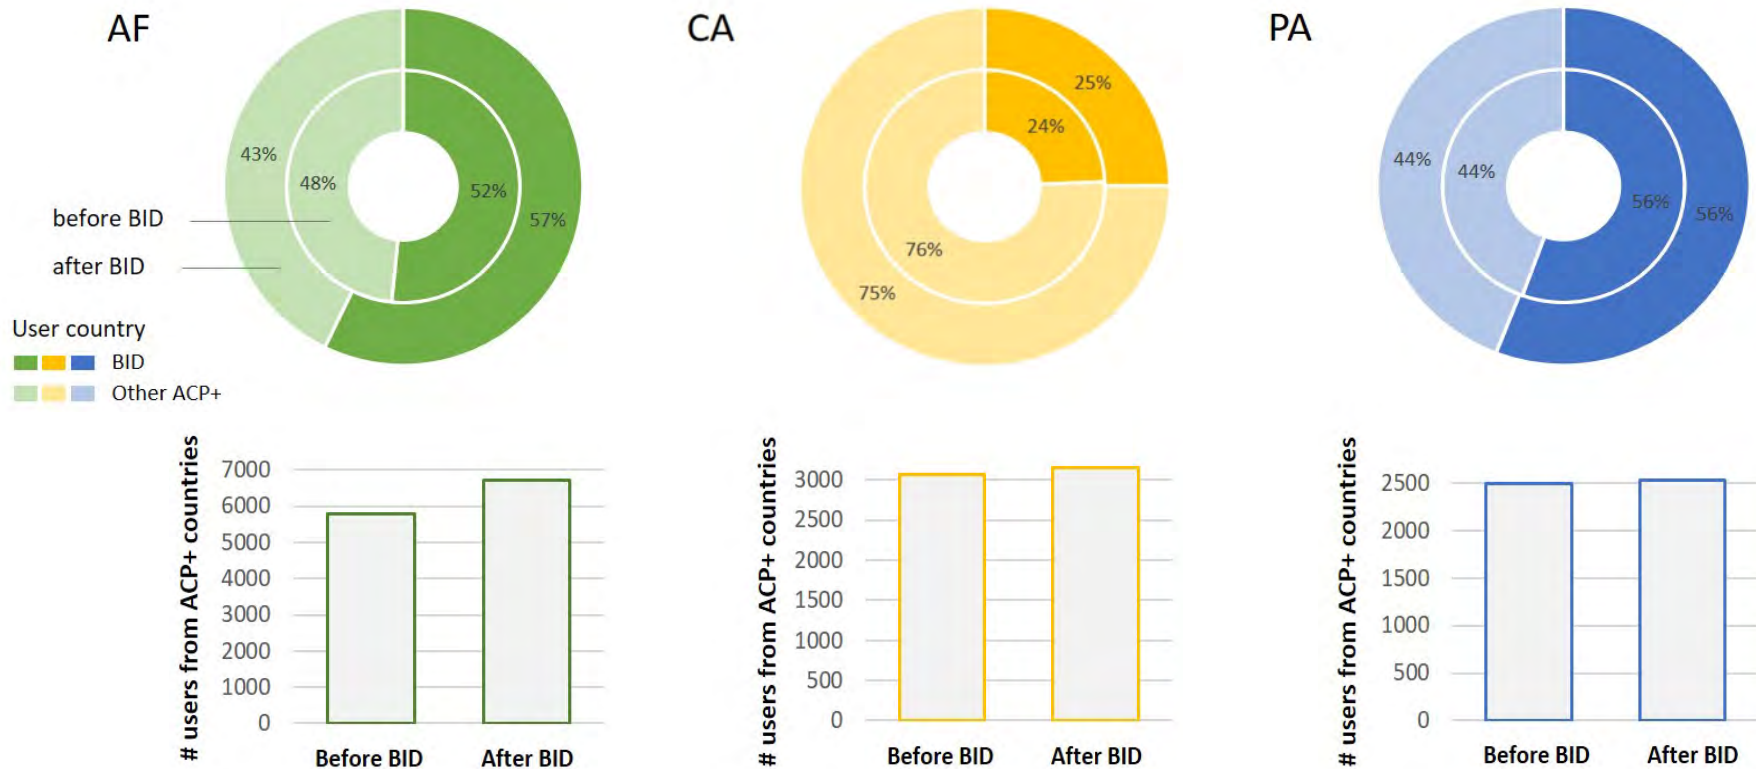 AF
43%
48%
52%
57%
before BID
after BID
User country
BID
Other ACP+
CA
25%
24%
76%
75%
PA
44%
44%
56%
56%
# users from ACP+ countries
7000
6000
5000
4000
3000
2000
1000
0
Before BID
After BID
# users from ACP+ countries
3000
2500
2000
1500
1000
500
0
Before BID
After BID
# users from ACP+ countries
2500
2000
1500
1000
500
0
Before BID
After BID